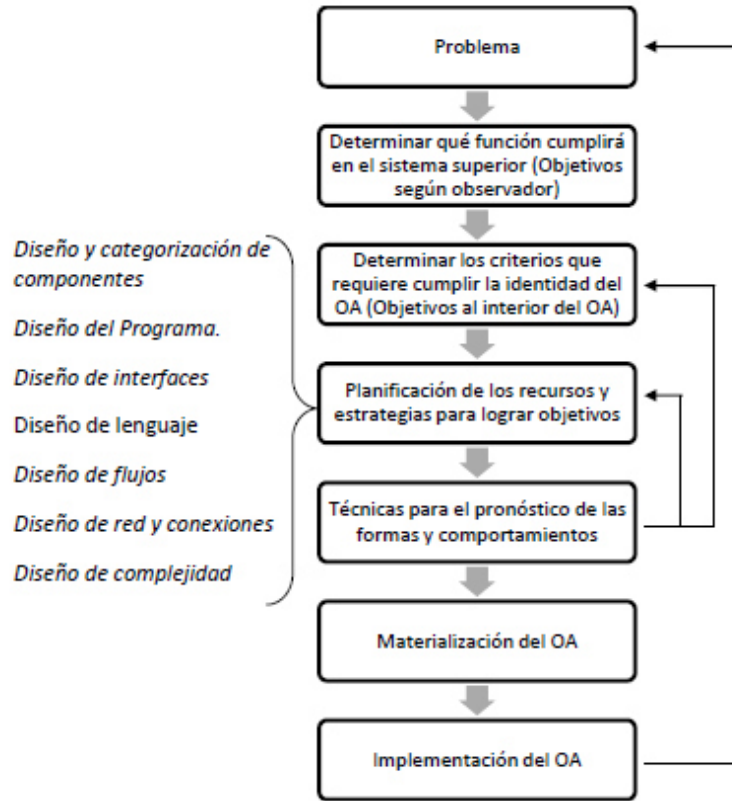 Problema
Determinar qué función cumplirá
en el sistema superior (Objetivos
según observador)
Determinar los criterios que
requiere cumplir la identidad del
OA (Objetivos al interior del OA)
Planificación de los recursos y
estrategias para lograr objetivos
Técnicas para el pronóstico de las
formas y comportamientos
Materialización del OA
Implementación del OA
Diseño y categorización de
componentes
Diseño del Programa.
Diseño de interfaces
Diseño de lenguaje
Diseño de flujos
Diseño de red y conexiones
Diseño de complejidad